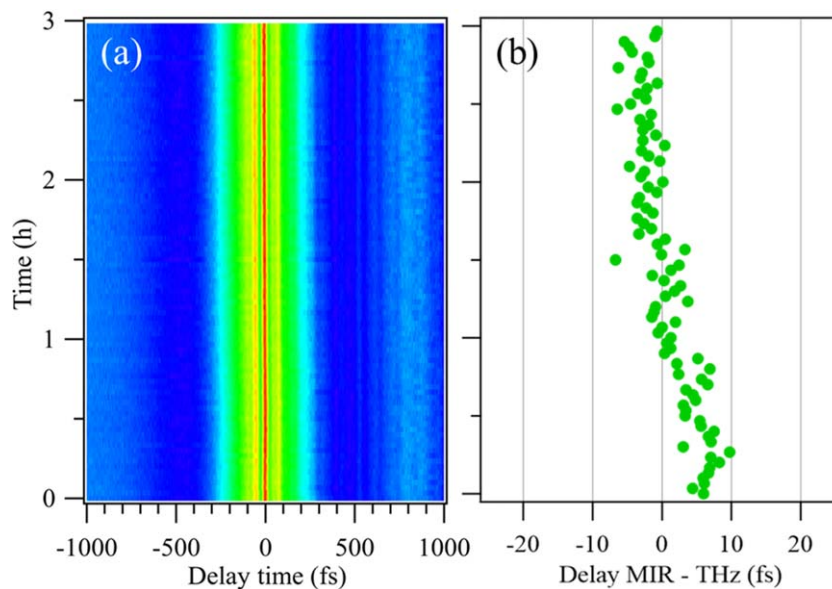 (a)
(b)
3
2
1
0
Time (h)
-1000 -500 0 500 1000
Delay time (fs)
-20 -10 0 10 20
Delay MIR - THz (fs)